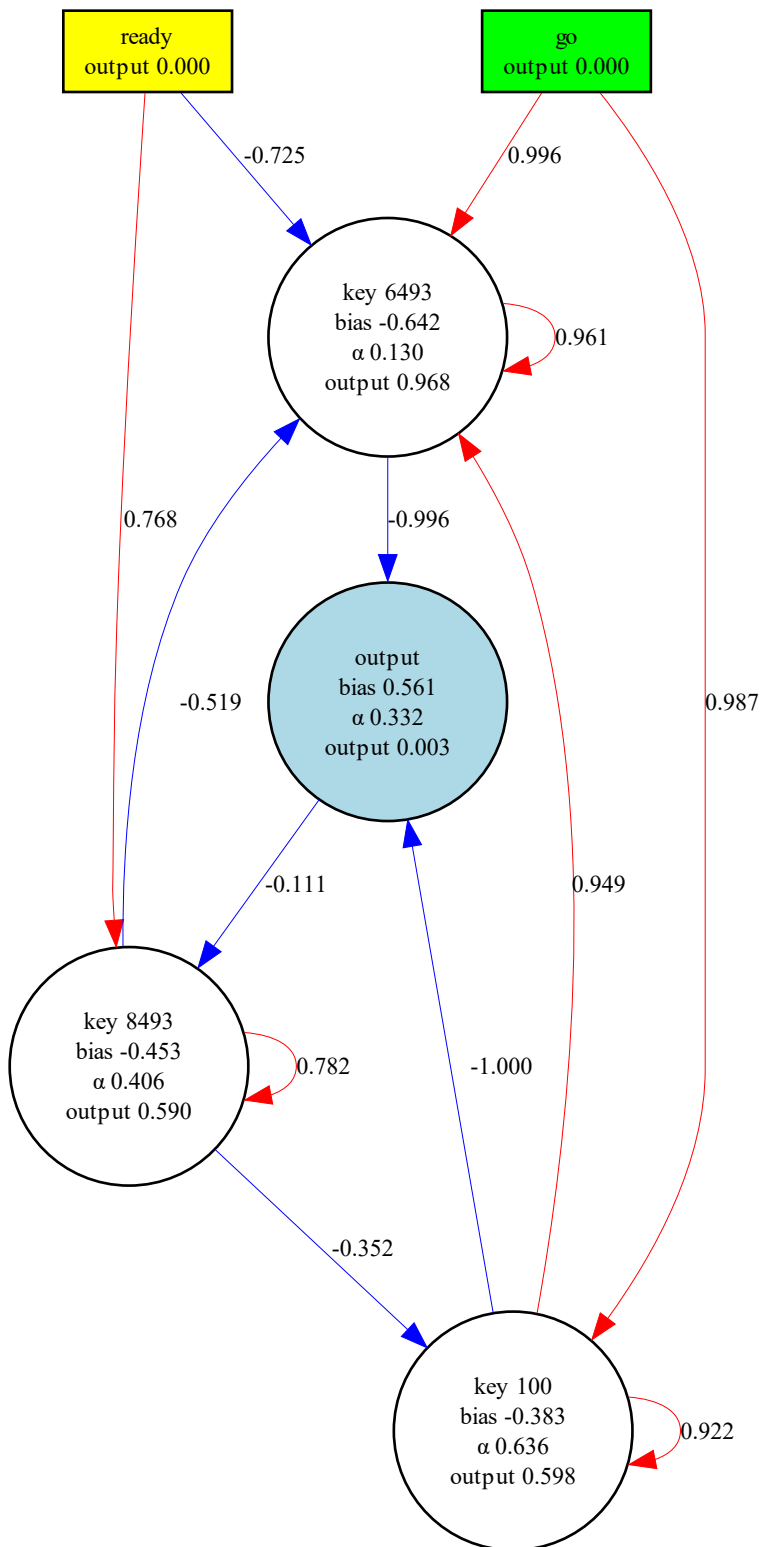 ready
output 0.000
go
output 0.000
-0.725
0.996
key 6493
bias -0.642
α 0.130
output 0.968
0.961
0.768
-0.996
-0.519
output
bias 0.561
α 0.332
output 0.003
0.987
-0.111
0.949
key 8493
bias -0.453
α 0.406
output 0.590
0.782
-1.000
-0.352
key 100
bias -0.383
α 0.636
output 0.598
0.922